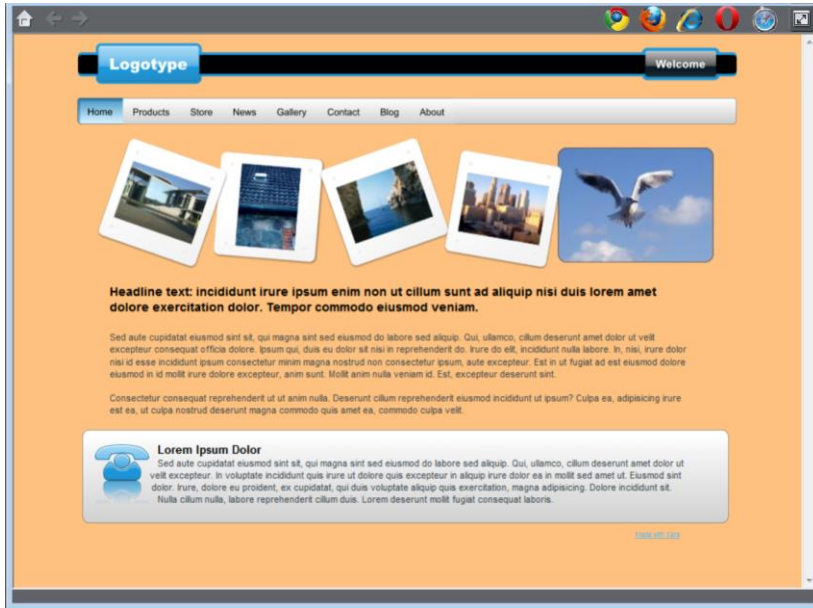 Logotype
Welcome
Home Products Store News Gallery Contact Blog About
Headline text: incididunt irure ipsum enim non ut cillum sunt ad aliquip nisi duis lorem amet
dolore exercitation dolor. Tempor commodo eiusmod veniam.
Sed aute cupidatat eiusmod sint sit, qui magna sint sed eiusmod do labore sed aliquip. Qui, ullamco, cillum deserunt amet dolor ut velit
excepteur consequat officia dolore. Ipsum qui, duis eu dolor sit nisi in reprehenderit do. Irure do elit, incididunt nulla labore. In, nisi, irure dolor
nisi id esse incididunt ipsum consectetur minim magna nostrud non consectetur ipsum, aute excepteur. Est in ut fugiat ad est eiusmod dolore
eiusmod in id mollit irure dolore excepteur, anim sunt. Mollit anim nulla veniam id. Est, excepteur deserunt sint.
Consectetur consequat reprehenderit ut ut anim nulla. Deserunt cillum reprehenderit eiusmod incididunt ut ipsum? Culpa ea, adipisicing irure
est ea, ut culpa nostrud deserunt magna commodo quis amet ea, commodo culpa velit.
Lorem Ipsum Dolor
Sed aute cupidatat eiusmod sint sit, qui magna sint sed eiusmod do labore sed aliquip. Qui, ullamco, cillum deserunt amet dolor ut
velit excepteur. In voluptate incididunt quis irure ut dolore quis excepteur in aliquip irure dolor ea in mollit sed amet ut. Eiusmod sint
dolor. Irure, dolore eu proident, ex cupidatat, qui duis voluptate aliquip quis exercitation, magna adipisicing. Dolore incididunt sit.
Nulla cillum nulla, labore reprehenderit cillum duis. Lorem deserunt mollit fugiat consequat laboris.